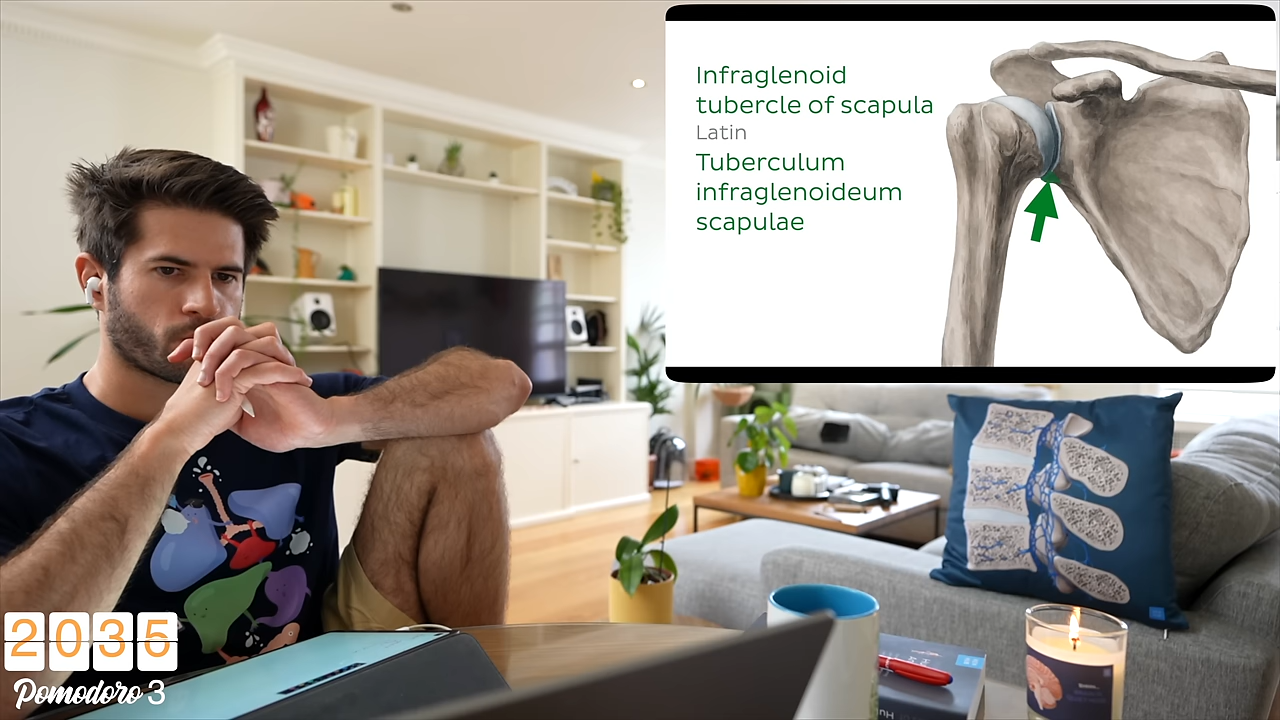 Infraglenoid
tubercle of scapula
Latin
Tuberculum
infraglenoideum
scapulae
2035
Pomodoro 3